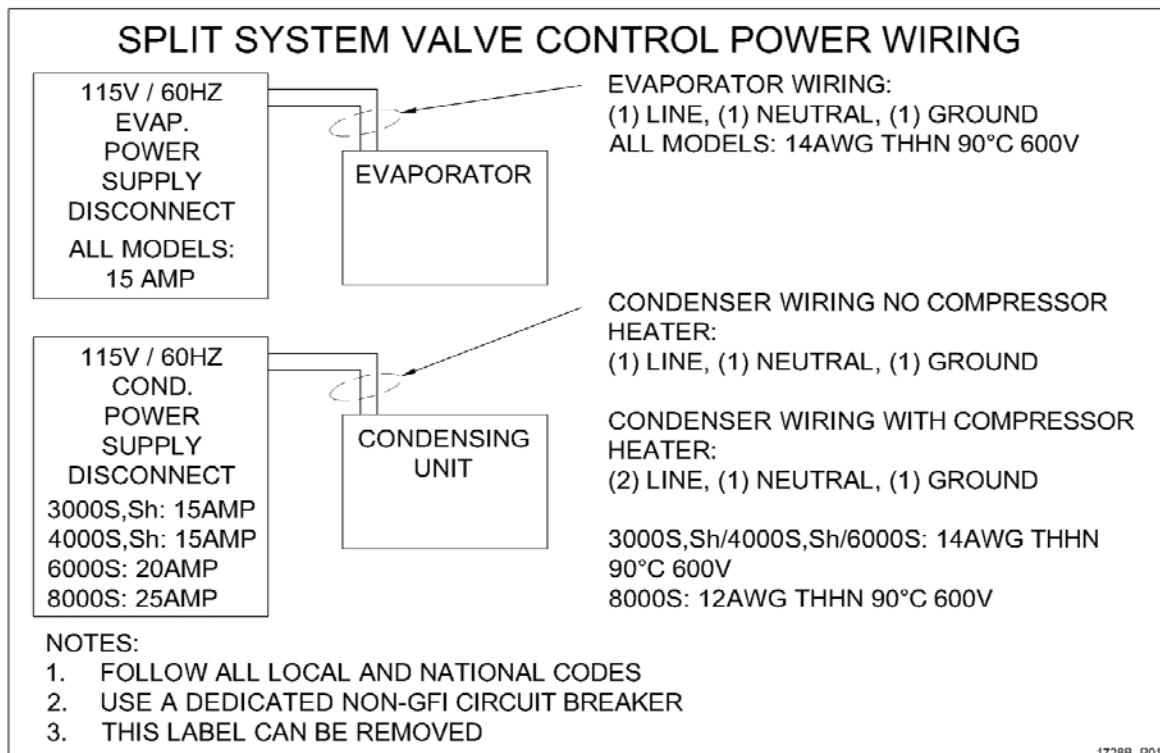 SPLIT SYSTEM VALVE CONTROL POWER WIRING
115V / 60HZ
EVAP.
POWER
SUPPLY
DISCONNECT
ALL MODELS:
15 AMP
EVAPORATOR
EVAPORATOR WIRING:
(1) LINE, (1) NEUTRAL, (1) GROUND
ALL MODELS: 14AWG THHN 90°C 600V
115V / 60HZ
COND.
POWER
SUPPLY
DISCONNECT
3000S,Sh: 15AMP
4000S,Sh: 15AMP
6000S: 20AMP
8000S: 25AMP
CONDENSING
UNIT
CONDENSER WIRING NO COMPRESSOR
HEATER:
(1) LINE, (1) NEUTRAL, (1) GROUND
CONDENSER WIRING WITH COMPRESSOR
HEATER:
(2) LINE, (1) NEUTRAL, (1) GROUND
3000S,Sh/4000S,Sh/6000S: 14AWG THHN
90°C 600V
8000S: 12AWG THHN 90°C 600V
NOTES:
1. FOLLOW ALL LOCAL AND NATIONAL CODES
2. USE A DEDICATED NON-GFI CIRCUIT BREAKER
3. THIS LABEL CAN BE REMOVED